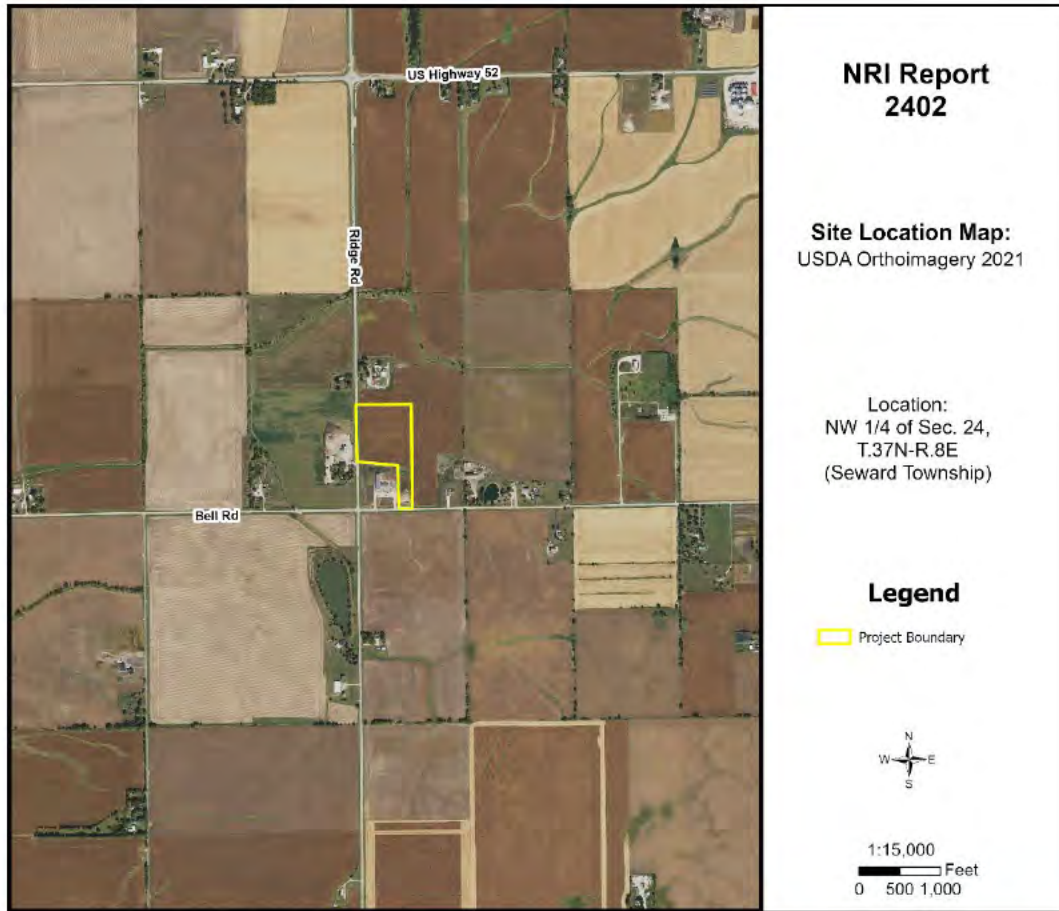 US Highway 52
Ridge Rd
Bell Rd
NRI Report
2402
Site Location Map:
USDA Orthoimagery 2021
Location:
NW 1/4 of Sec. 24,
T.37N-R.8E
(Seward Township)
Legend
Project Boundary
N
W E
S
1:15,000
Feet
0 500 1,000